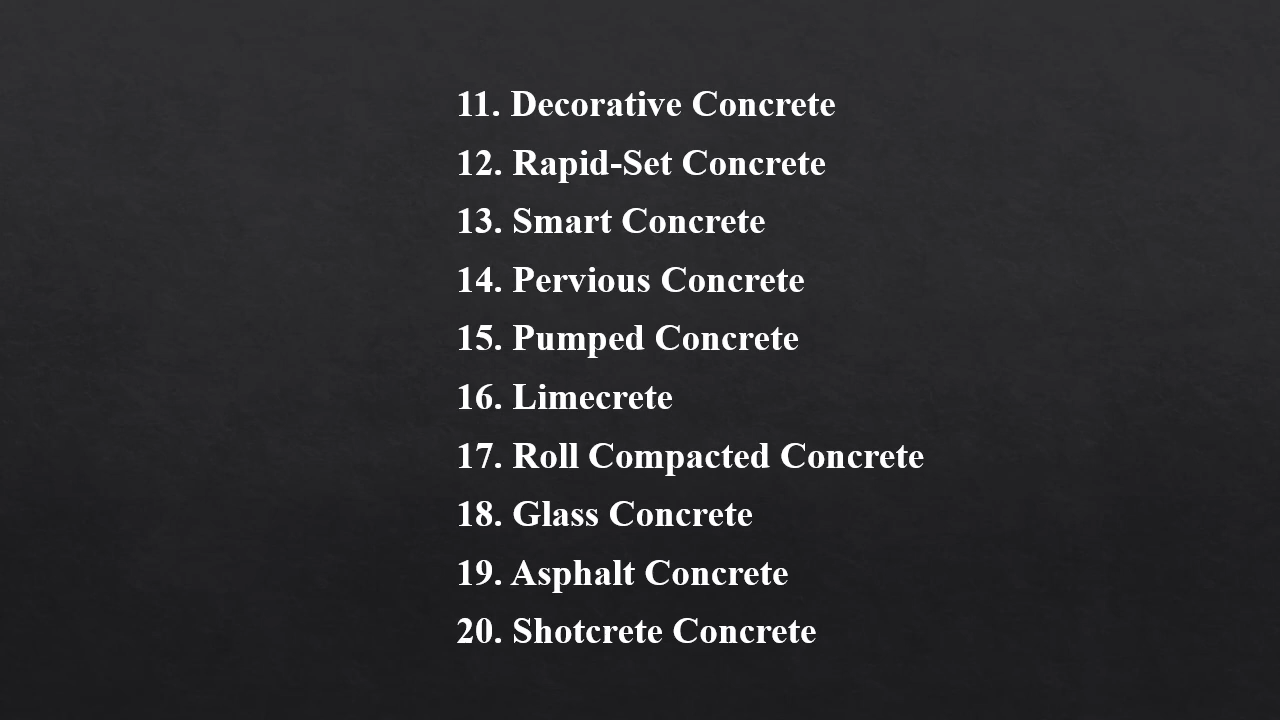 11. Decorative Concrete
12. Rapid-Set Concrete
13. Smart Concrete
14. Pervious Concrete
15. Pumped Concrete
16. Limecrete
17. Roll Compacted Concrete
18. Glass Concrete
19. Asphalt Concrete
20. Shotcrete Concrete